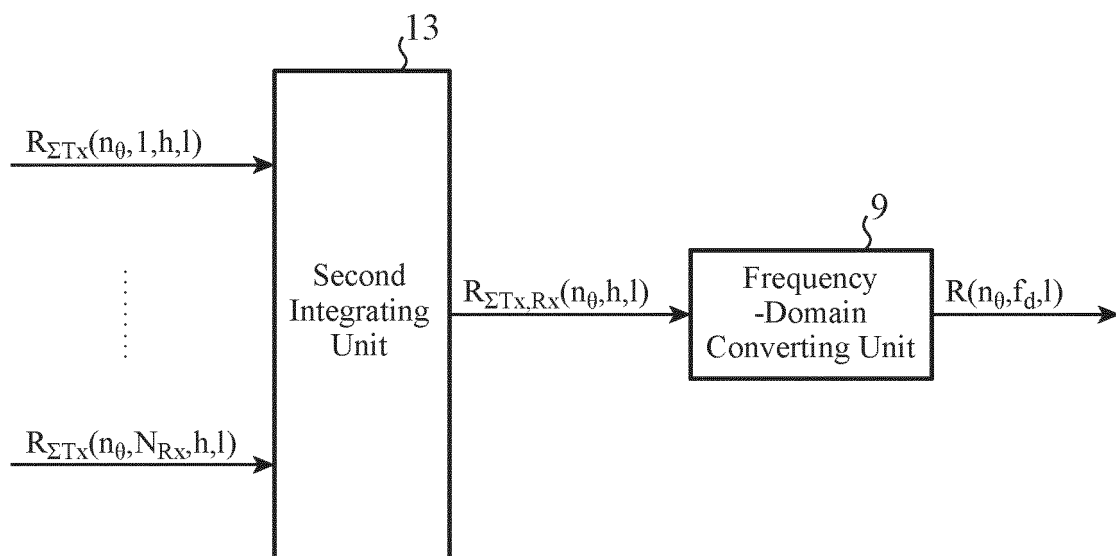 13
R_{ΣTx}(n_θ,1,h,l)
9
Second
Integrating
Unit
R_{ΣTx,Rx}(n_θ,h,l)
Frequency
-Domain
Converting Unit
R(n_θ,f_d,l)
R_{ΣTx}(n_θ,N_{Rx},h,l)